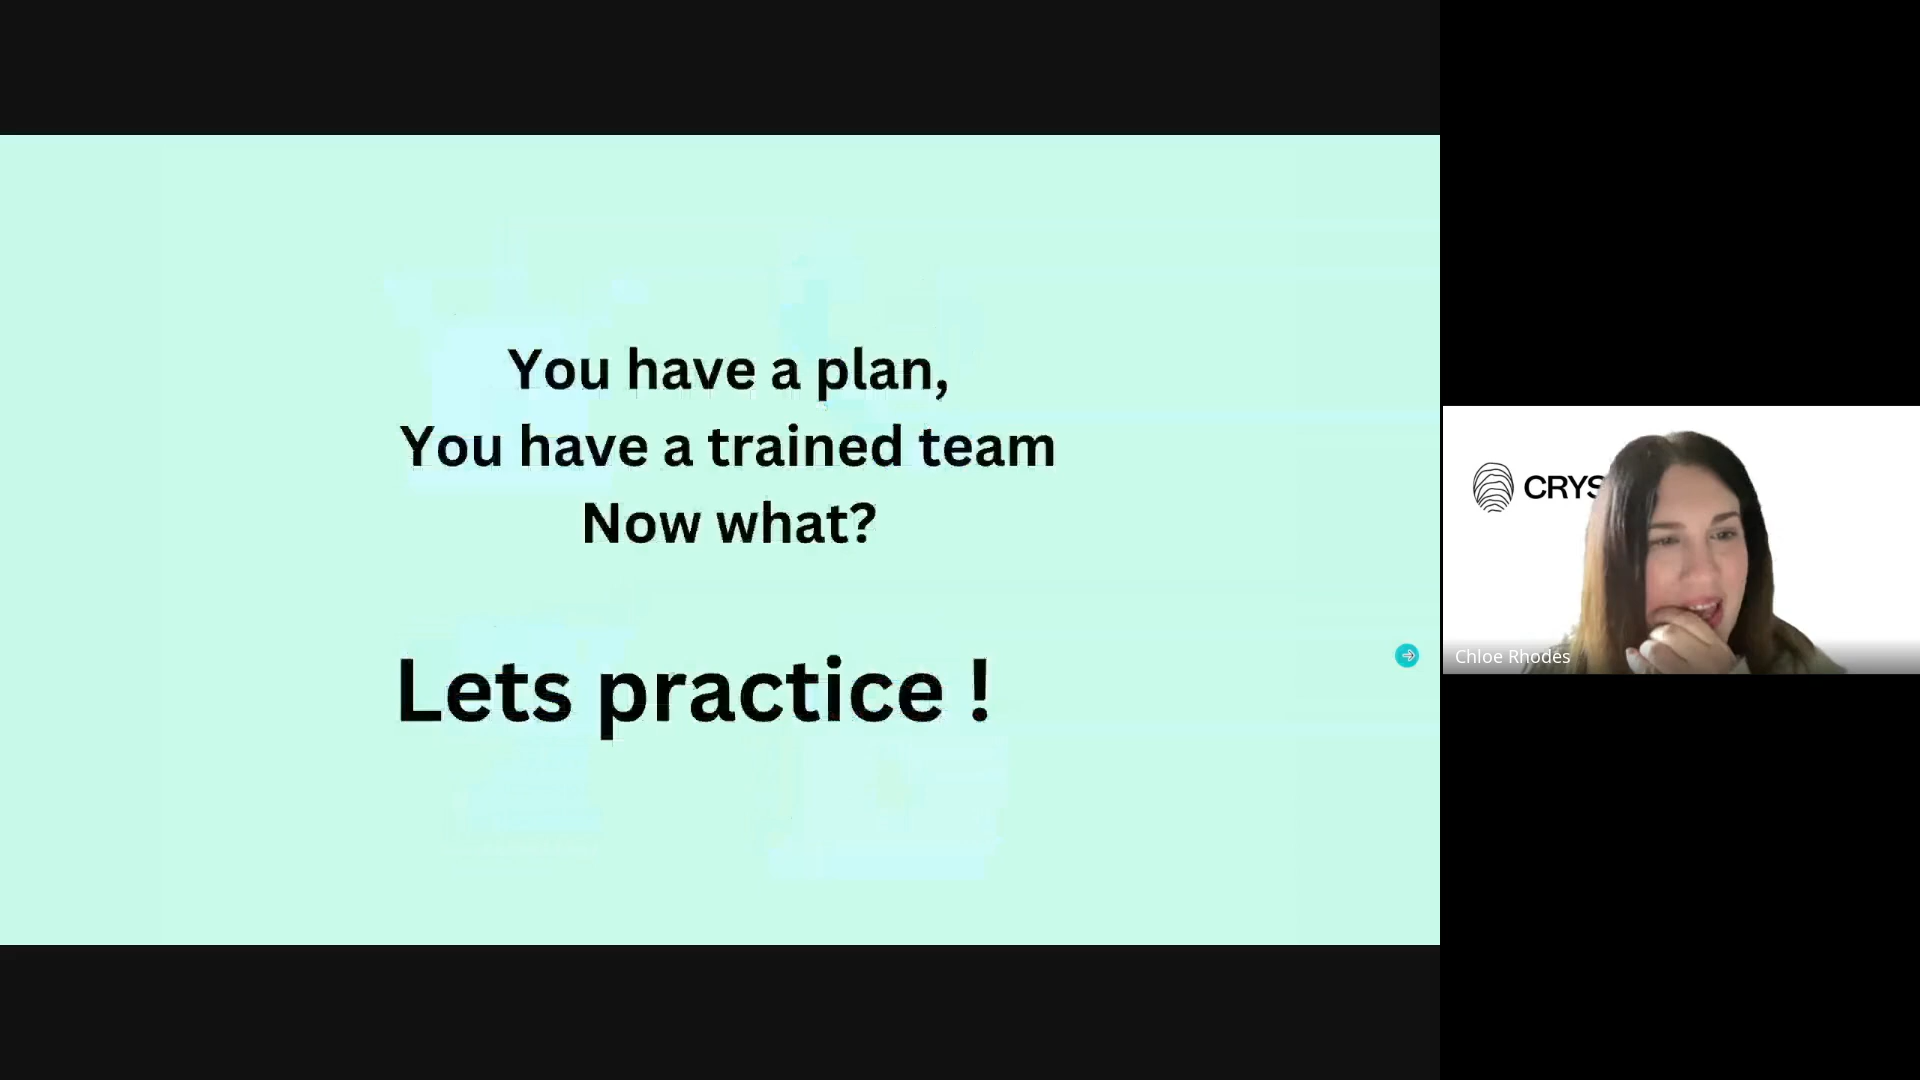 You have a plan,
You have a trained team
Now what?
Lets practice !
CRYS
Chloe Rhodes